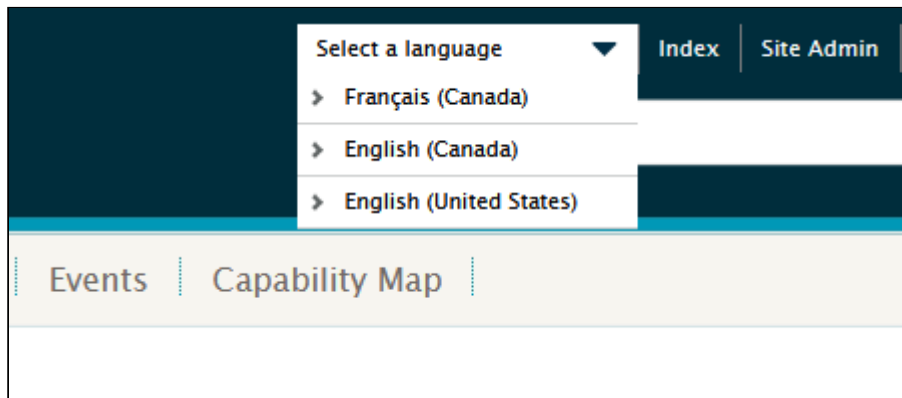 Select a language
Index
Site Admin
Français (Canada)
English (Canada)
English (United States)
Events
Capability Map